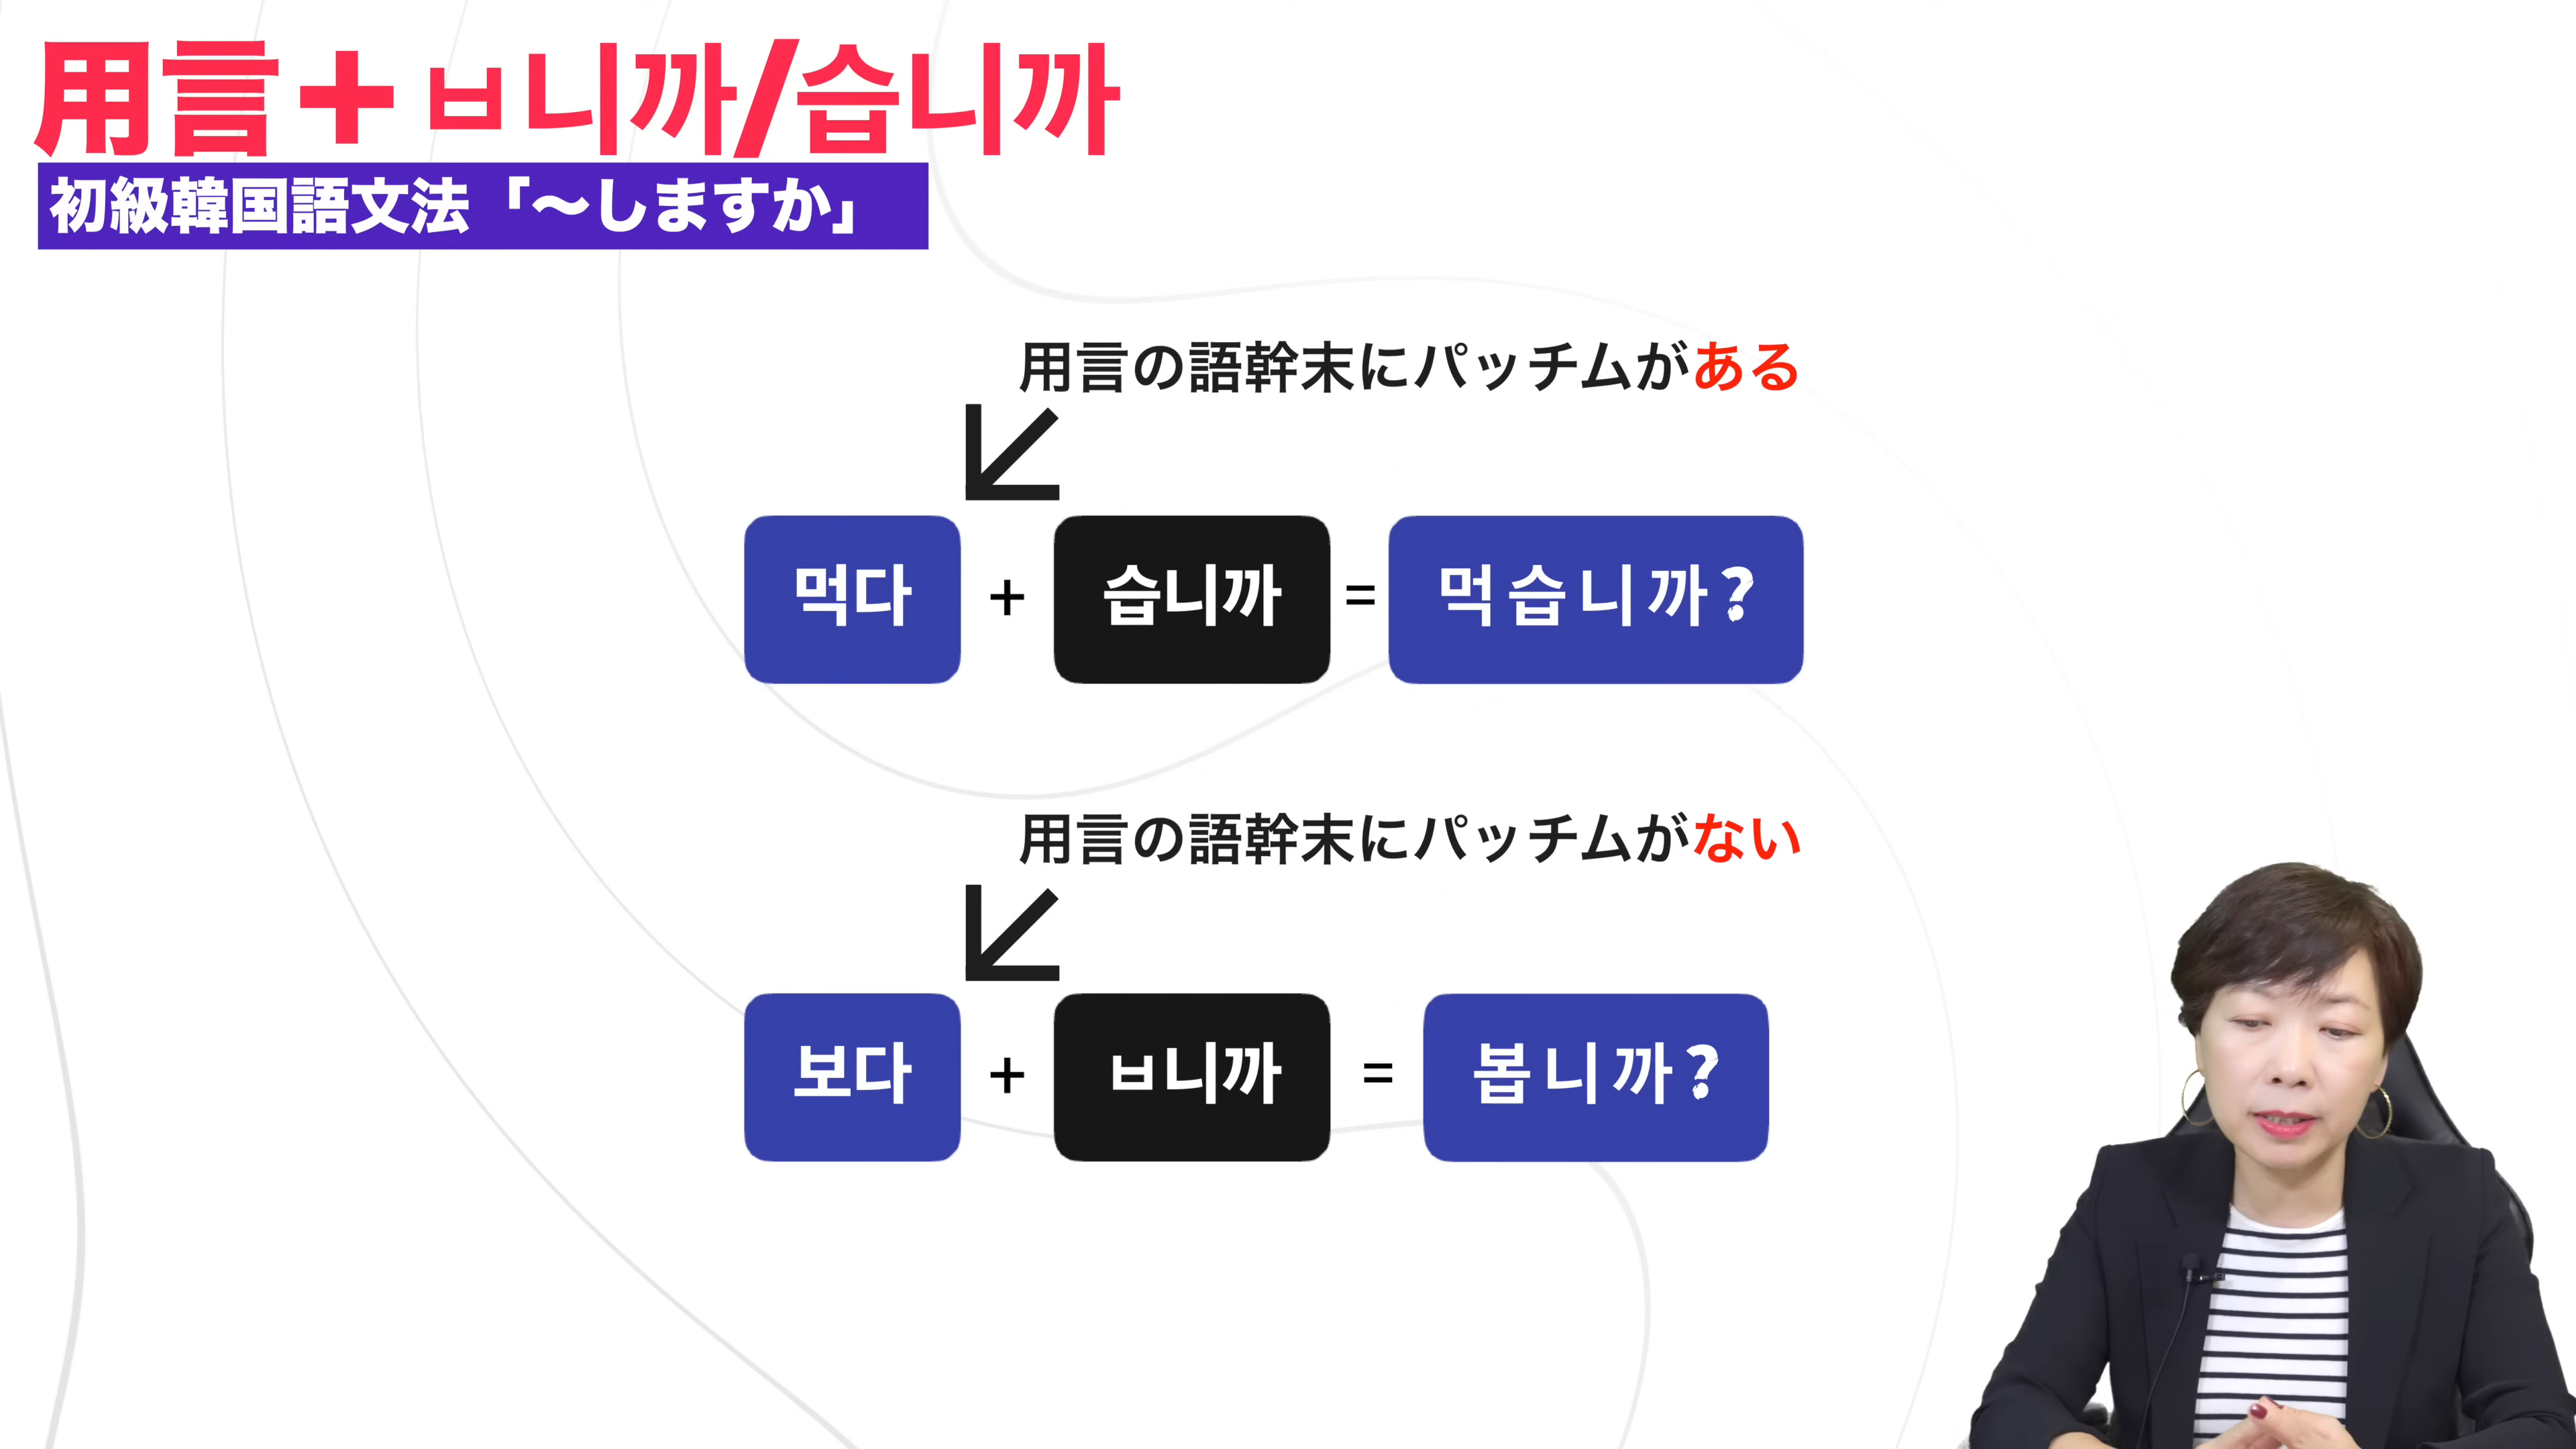 用言+ㅂ니까/습니까
初級韓国語文法「〜しますか」
用言の語幹末にパッチムがある
먹다 + 습니까 = 먹습니까?
用言の語幹末にパッチムがない
보다 + ㅂ니까 = 봅니까?